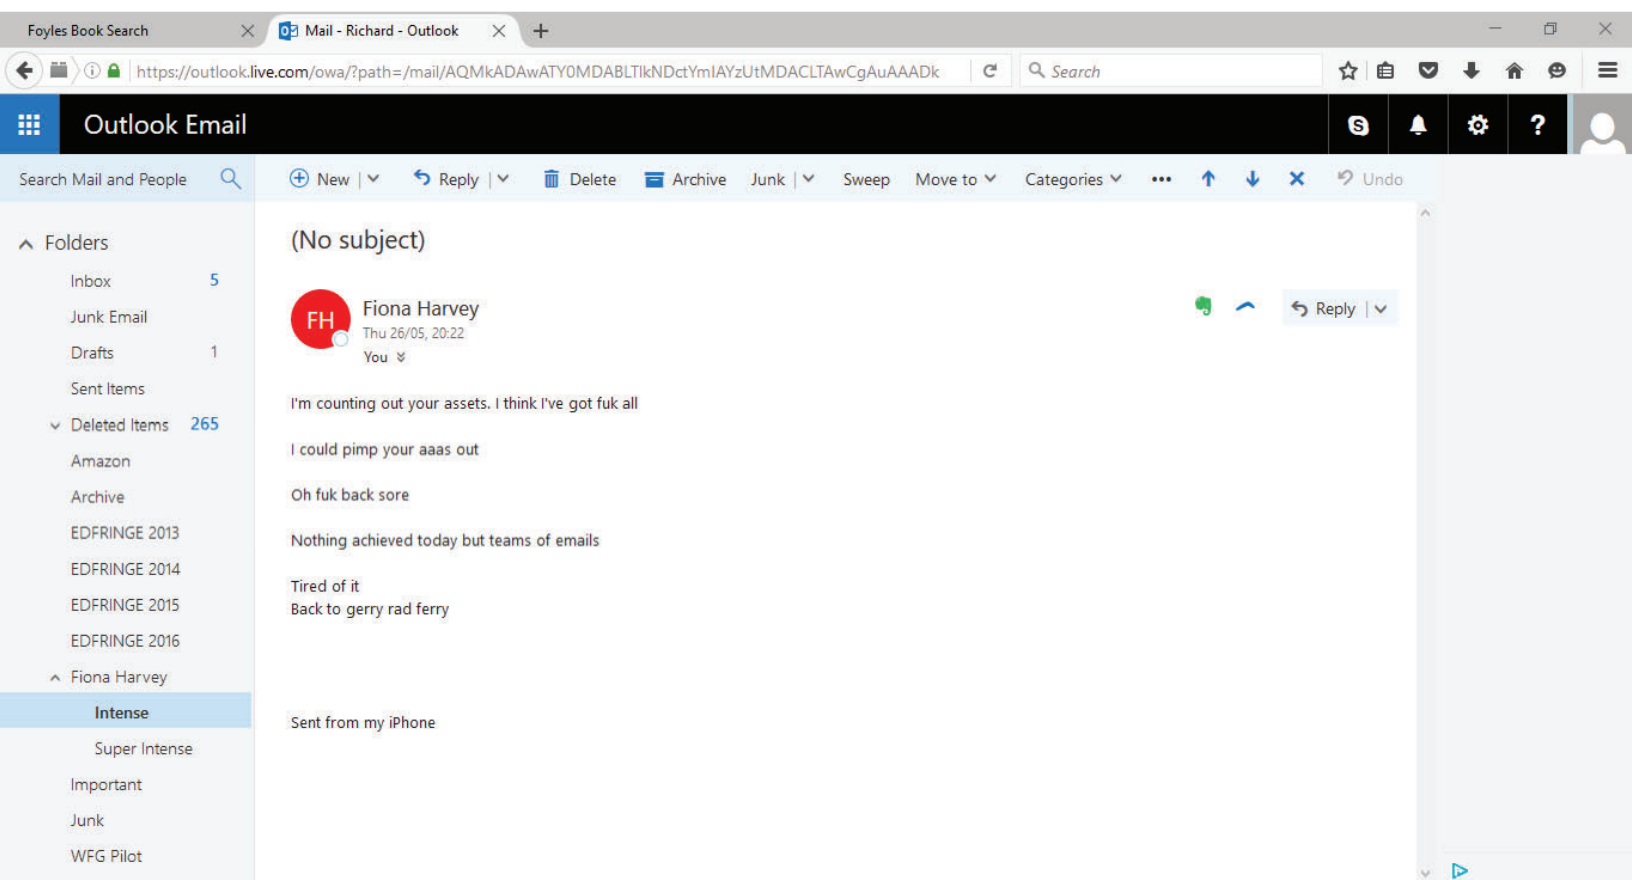 Foyles Book Search
Mail - Richard - Outlook
https://outlook.live.com/owa/?path=/mail/AQMkADAwATY0MDABLTlkNDctYmIAYzUtMDACLTAwCgAuAAADk
Search
Outlook Email
Search Mail and People
New
Reply
Delete
Archive
Junk
Sweep
Move to
Categories
Undo
Folders
Inbox 5
Junk Email
Drafts 1
Sent Items
Deleted Items 265
Amazon
Archive
EDFRINGE 2013
EDFRINGE 2014
EDFRINGE 2015
EDFRINGE 2016
Fiona Harvey
Intense
Super Intense
Important
Junk
WFG Pilot
(No subject)
FH
Fiona Harvey
Thu 26/05, 20:22
You
Reply
I'm counting out your assets. I think I've got fuk all
I could pimp your aaas out
Oh fuk back sore
Nothing achieved today but teams of emails
Tired of it
Back to gerry rad ferry
Sent from my iPhone